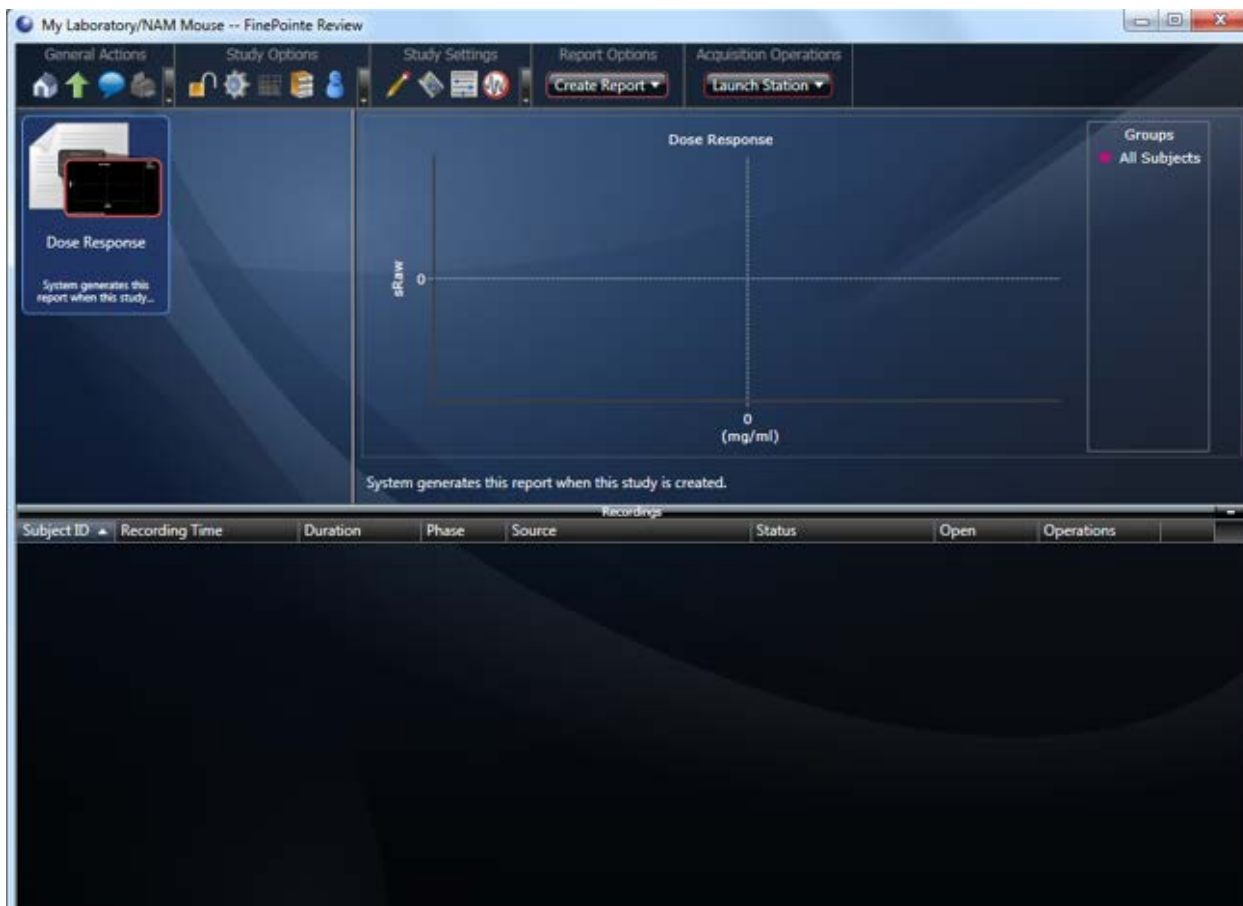 My Laboratory/NAM Mouse -- FinePointe Review
General Actions Study Options Study Settings Report Options Acquisition Operations
Create Report Launch Station
Dose Response
System generates this
report when this study...
Dose Response
sRaw
0
0
(mg/ml)
Groups
All Subjects
System generates this report when this study is created.
Recordings
Subject ID Recording Time Duration Phase Source Status Open Operations